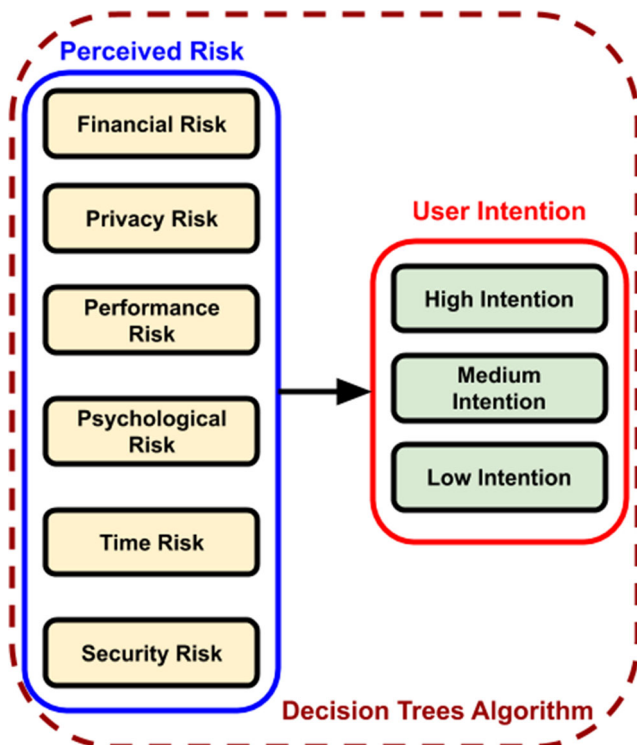 Perceived Risk
Financial Risk
Privacy Risk
Performance
Risk
Psychological
Risk
Time Risk
Security Risk
User Intention
High Intention
Medium
Intention
Low Intention
Decision Trees Algorithm